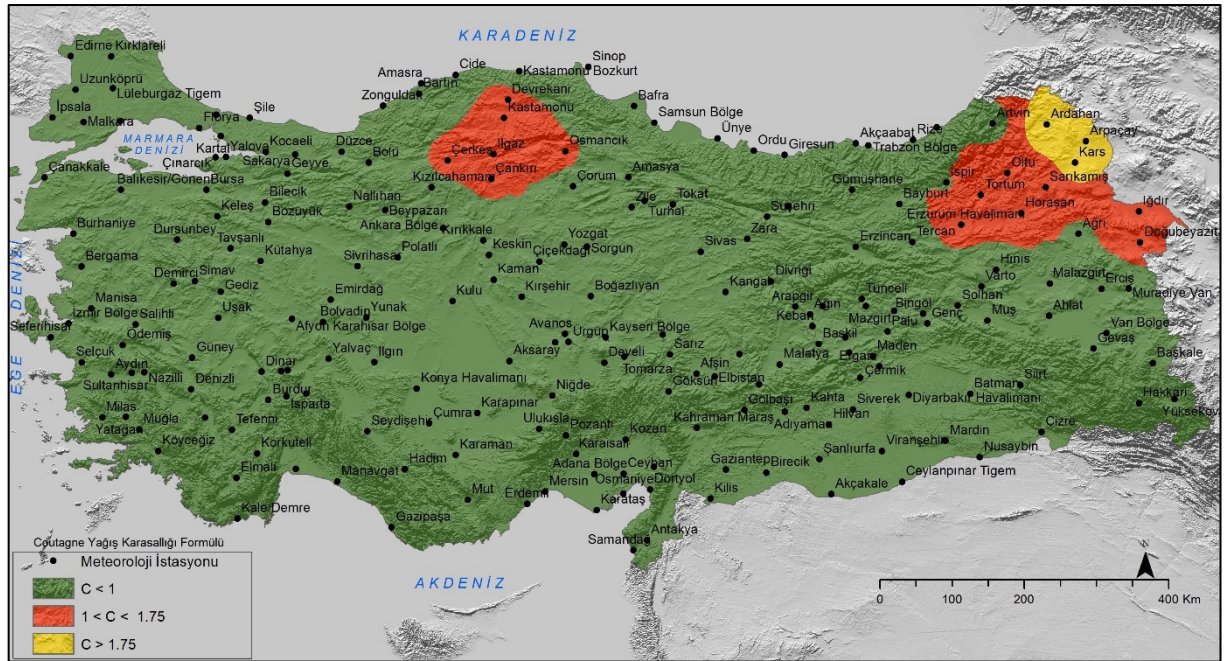 KARADENİZ
Sinop
Edirne Kırklareli
Cide
Kastamonu
Bozkurt
Amasra
Bartın
Devrekani
Uzunköprü
Lüleburgaz Tigem
Zonguldak
Kastamonu
Bafra
Ardahan
İpsala
Malkara
Florya
Şile
Samsun Bölge
Artvin
Arpaçay
MARMARA
DENİZİ
Kartal
Yalova
Kocaeli
Düzce
Ünye
Ordu
Giresun
Akçaabat
Rize
Trabzon Bölge
Kars
Çınarcık
Sakarya
Geyve
Bolu
Çerkeş
Ilgaz
Osmancık
Oltu
Çanakkale
Çankırı
Amasya
İspir
Sarıkamış
Balıkesir/Gönen
Bursa
Bilecik
Nallıhan
Kızılcahamam
Çorum
Gümüşhane
Bayburt
Tortum
Iğdır
Keleş
Bozüyük
Beypazarı
Zile
Turhal
Tokat
Suşehri
Horasan
Burhaniye
Dursunbey
Ankara Bölge
Kırıkkale
Erzurum Havalimanı
Ağrı
Tavşanlı
Kütahya
Polatlı
Keskin
Yozgat
Sorgun
Zara
Erzincan
Tercan
Doğubeyazıt
Bergama
Sivrihasar
Çiçekdağı
Sivas
Hınıs
Demirci
Simav
Gediz
Kaman
Divriği
Varto
Malazgirt
Erciş
Manisa
Emirdağ
Kulu
Kırşehir
Boğazlıyan
Kangal
Tunceli
Solhan
Muradiye Van
İzmir Bölge
Salihli
Uşak
Bolvadin
Yunak
Arapgir
Ağın
Bingöl
Ahlat
Seferihisar
Ödemiş
Afyon Karahisar Bölge
Avanos
Ürgüp
Kayseri Bölge
Keban
Mazgirt
Palu
Genç
Muş
Van Bölge
Selçuk
Güney
Yalvaç
Ilgın
Aksaray
Sarız
Baskil
Gevaş
Aydın
Dinar
Develi
Afşin
Malatya
Ergani
Maden
Başkale
Sultanhisar
Nazilli
Denizli
Konya Havalimanı
Tomarza
Elbistan
Çermik
Siirt
Burdur
Isparta
Niğde
Göksun
Batman
Havalimanı
Hakkari
Milas
Muğla
Tefenni
Çumra
Karapınar
Gölbaşı
Kahta
Siverek
Diyarbakır
Yüksekova
Yatağan
Seydişehir
Ulukışla
Pozantı
Kahraman Maraş
Adıyaman
Hilvan
Köyceğiz
Korkuteli
Karaman
Karaisalı
Kozan
Viranşehir
Mardin
Cizre
Elmalı
Manavgat
Hadim
Adana Bölge
Ceyhan
Gaziantep
Birecik
Şanlıurfa
Nusaybin
Mersin
Osmaniye
Dörtyol
Ceylanpınar Tigem
Kale/Demre
Mut
Erdemli
Karataş
Kilis
Akçakale
Gazipaşa
Antakya
Samandağ
EGE DENİZİ
AKDENİZ
Coutagne Yağış Karasallığı Formülü
Meteoroloji İstasyonu
C < 1
1 < C < 1.75
C > 1.75
N
0 100 200 400 Km